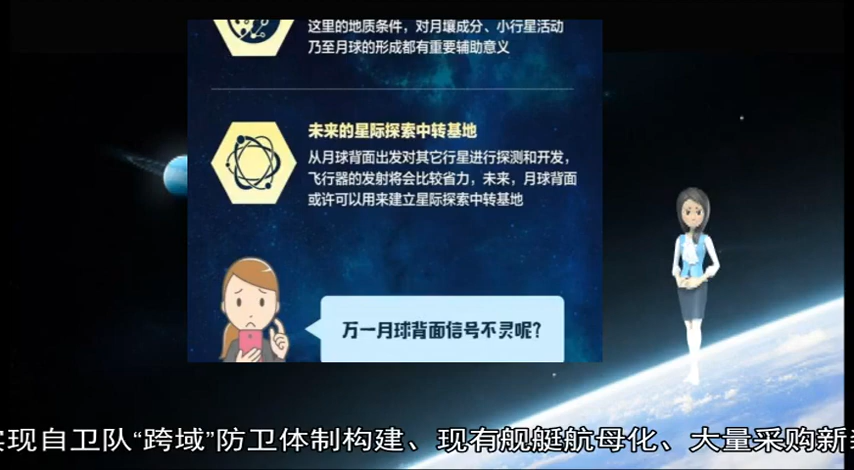 这里的地质条件，对月壤成分、小行星活动
乃至月球的形成都有重要辅助意义
未来的星际探索中转基地
从月球背面出发对其它行星进行探测和开发，
飞行器的发射将会比较省力，未来，月球背面
或许可以用来建立星际探索中转基地
万一月球背面信号不灵呢？
实现自卫队“跨域”防卫体制构建、现有舰艇航母化、大量采购新